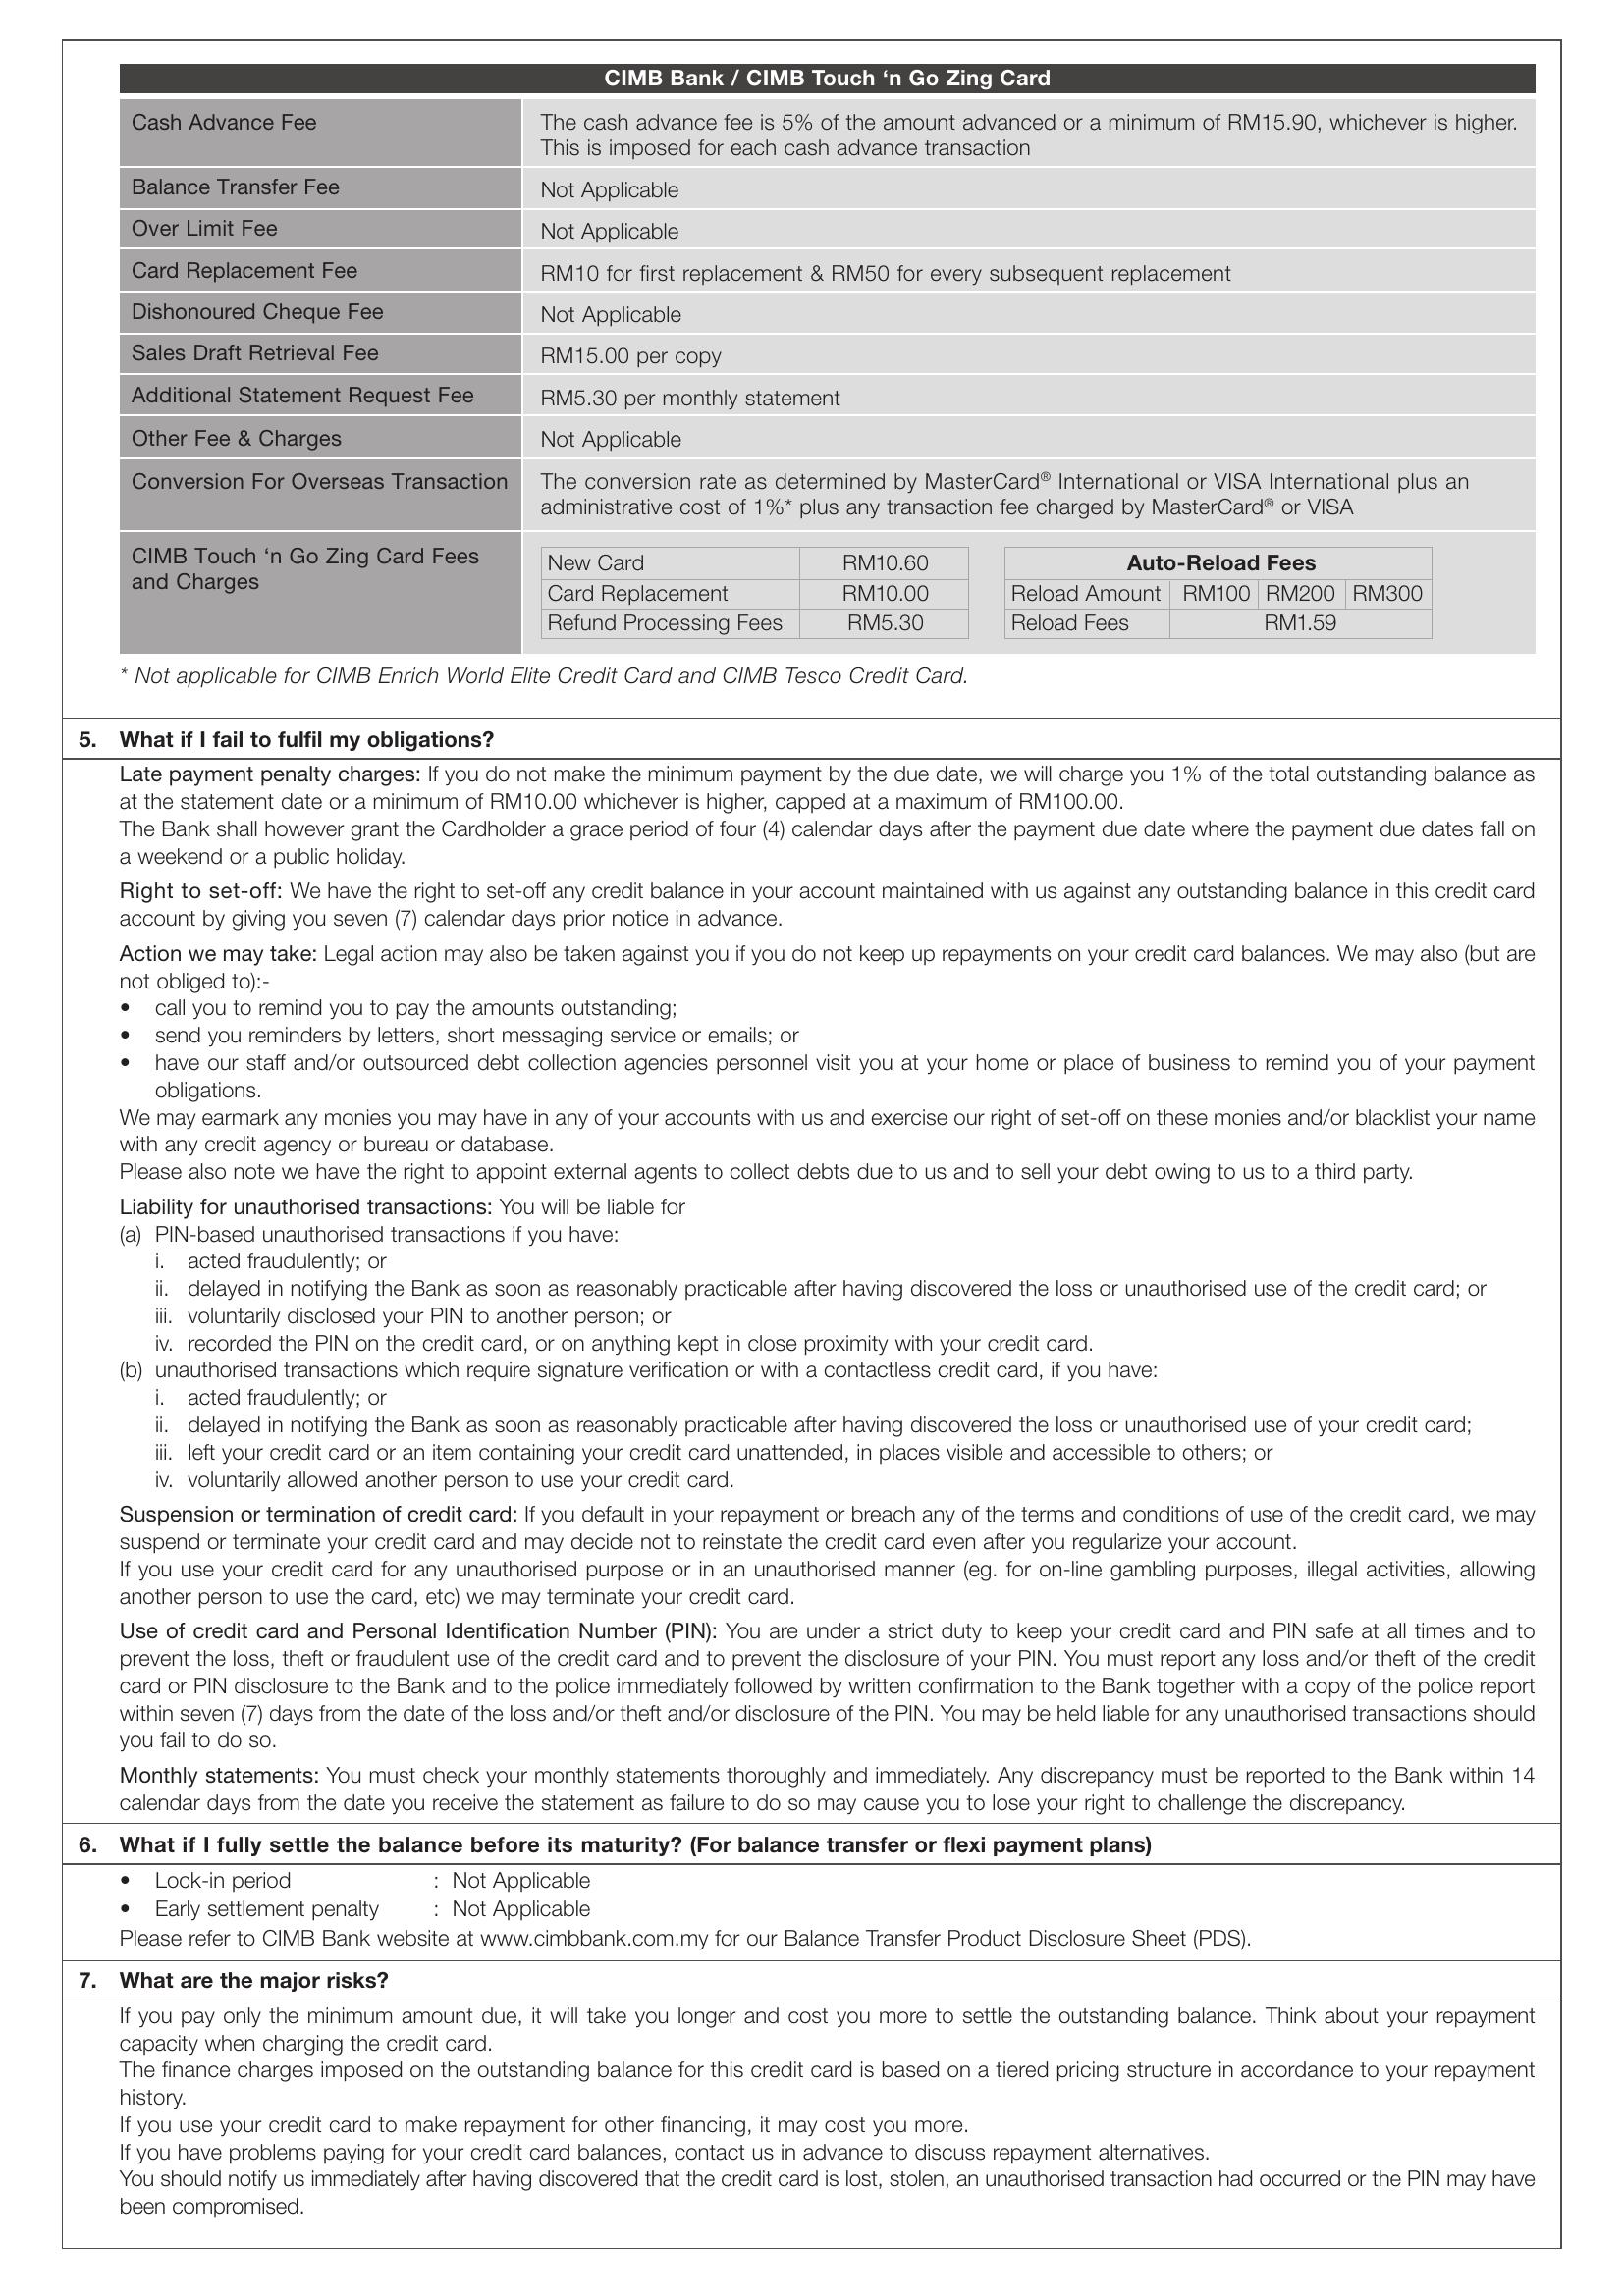 CIMB Bank / CIMB Touch ‘n Go Zing Card
Cash Advance Fee
The cash advance fee is 5% of the amount advanced or a minimum of RM15.90, whichever is higher.
This is imposed for each cash advance transaction
Balance Transfer Fee
Not Applicable
Over Limit Fee
Not Applicable
Card Replacement Fee
RM10 for first replacement & RM50 for every subsequent replacement
Dishonoured Cheque Fee
Not Applicable
Sales Draft Retrieval Fee
RM15.00 per copy
Additional Statement Request Fee
RM5.30 per monthly statement
Other Fee & Charges
Not Applicable
Conversion For Overseas Transaction
The conversion rate as determined by MasterCard® International or VISA International plus an
administrative cost of 1%* plus any transaction fee charged by MasterCard® or VISA
CIMB Touch ‘n Go Zing Card Fees
and Charges
New Card RM10.60
Card Replacement RM10.00
Refund Processing Fees RM5.30
Auto-Reload Fees
Reload Amount RM100 RM200 RM300
Reload Fees RM1.59
* Not applicable for CIMB Enrich World Elite Credit Card and CIMB Tesco Credit Card.
5. What if I fail to fulfil my obligations?
Late payment penalty charges: If you do not make the minimum payment by the due date, we will charge you 1% of the total outstanding balance as
at the statement date or a minimum of RM10.00 whichever is higher, capped at a maximum of RM100.00.
The Bank shall however grant the Cardholder a grace period of four (4) calendar days after the payment due date where the payment due dates fall on
a weekend or a public holiday.
Right to set-off: We have the right to set-off any credit balance in your account maintained with us against any outstanding balance in this credit card
account by giving you seven (7) calendar days prior notice in advance.
Action we may take: Legal action may also be taken against you if you do not keep up repayments on your credit card balances. We may also (but are
not obliged to):-
• call you to remind you to pay the amounts outstanding;
• send you reminders by letters, short messaging service or emails; or
• have our staff and/or outsourced debt collection agencies personnel visit you at your home or place of business to remind you of your payment
obligations.
We may earmark any monies you may have in any of your accounts with us and exercise our right of set-off on these monies and/or blacklist your name
with any credit agency or bureau or database.
Please also note we have the right to appoint external agents to collect debts due to us and to sell your debt owing to us to a third party.
Liability for unauthorised transactions: You will be liable for
(a) PIN-based unauthorised transactions if you have:
i. acted fraudulently; or
ii. delayed in notifying the Bank as soon as reasonably practicable after having discovered the loss or unauthorised use of the credit card; or
iii. voluntarily disclosed your PIN to another person; or
iv. recorded the PIN on the credit card, or on anything kept in close proximity with your credit card.
(b) unauthorised transactions which require signature verification or with a contactless credit card, if you have:
i. acted fraudulently; or
ii. delayed in notifying the Bank as soon as reasonably practicable after having discovered the loss or unauthorised use of your credit card;
iii. left your credit card or an item containing your credit card unattended, in places visible and accessible to others; or
iv. voluntarily allowed another person to use your credit card.
Suspension or termination of credit card: If you default in your repayment or breach any of the terms and conditions of use of the credit card, we may
suspend or terminate your credit card and may decide not to reinstate the credit card even after you regularize your account.
If you use your credit card for any unauthorised purpose or in an unauthorised manner (eg. for on-line gambling purposes, illegal activities, allowing
another person to use the card, etc) we may terminate your credit card.
Use of credit card and Personal Identification Number (PIN): You are under a strict duty to keep your credit card and PIN safe at all times and to
prevent the loss, theft or fraudulent use of the credit card and to prevent the disclosure of your PIN. You must report any loss and/or theft of the credit
card or PIN disclosure to the Bank and to the police immediately followed by written confirmation to the Bank together with a copy of the police report
within seven (7) days from the date of the loss and/or theft and/or disclosure of the PIN. You may be held liable for any unauthorised transactions should
you fail to do so.
Monthly statements: You must check your monthly statements thoroughly and immediately. Any discrepancy must be reported to the Bank within 14
calendar days from the date you receive the statement as failure to do so may cause you to lose your right to challenge the discrepancy.
6. What if I fully settle the balance before its maturity? (For balance transfer or flexi payment plans)
• Lock-in period : Not Applicable
• Early settlement penalty : Not Applicable
Please refer to CIMB Bank website at www.cimbbank.com.my for our Balance Transfer Product Disclosure Sheet (PDS).
7. What are the major risks?
If you pay only the minimum amount due, it will take you longer and cost you more to settle the outstanding balance. Think about your repayment
capacity when charging the credit card.
The finance charges imposed on the outstanding balance for this credit card is based on a tiered pricing structure in accordance to your repayment
history.
If you use your credit card to make repayment for other financing, it may cost you more.
If you have problems paying for your credit card balances, contact us in advance to discuss repayment alternatives.
You should notify us immediately after having discovered that the credit card is lost, stolen, an unauthorised transaction had occurred or the PIN may have
been compromised.